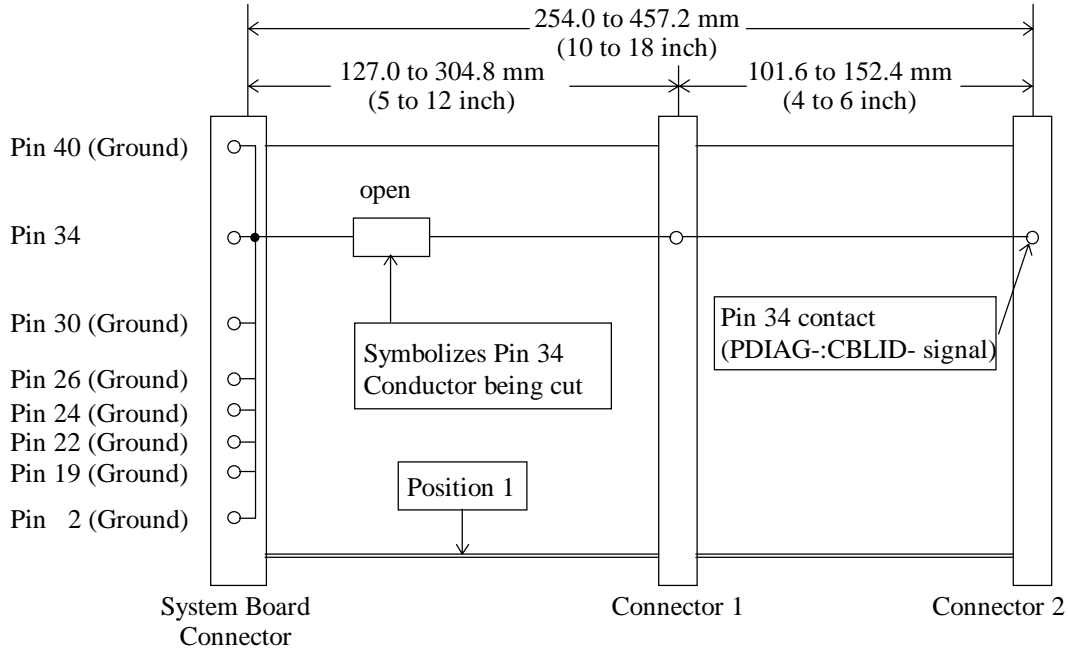 254.0 to 457.2 mm
(10 to 18 inch)
127.0 to 304.8 mm
(5 to 12 inch)
101.6 to 152.4 mm
(4 to 6 inch)
Pin 40 (Ground)
open
Pin 34
Pin 30 (Ground)
Symbolizes Pin 34
Conductor being cut
Pin 34 contact
(PDIAG-:CBLID- signal)
Pin 26 (Ground)
Pin 24 (Ground)
Pin 22 (Ground)
Pin 19 (Ground)
Pin 2 (Ground)
Position 1
System Board
Connector
Connector 1
Connector 2